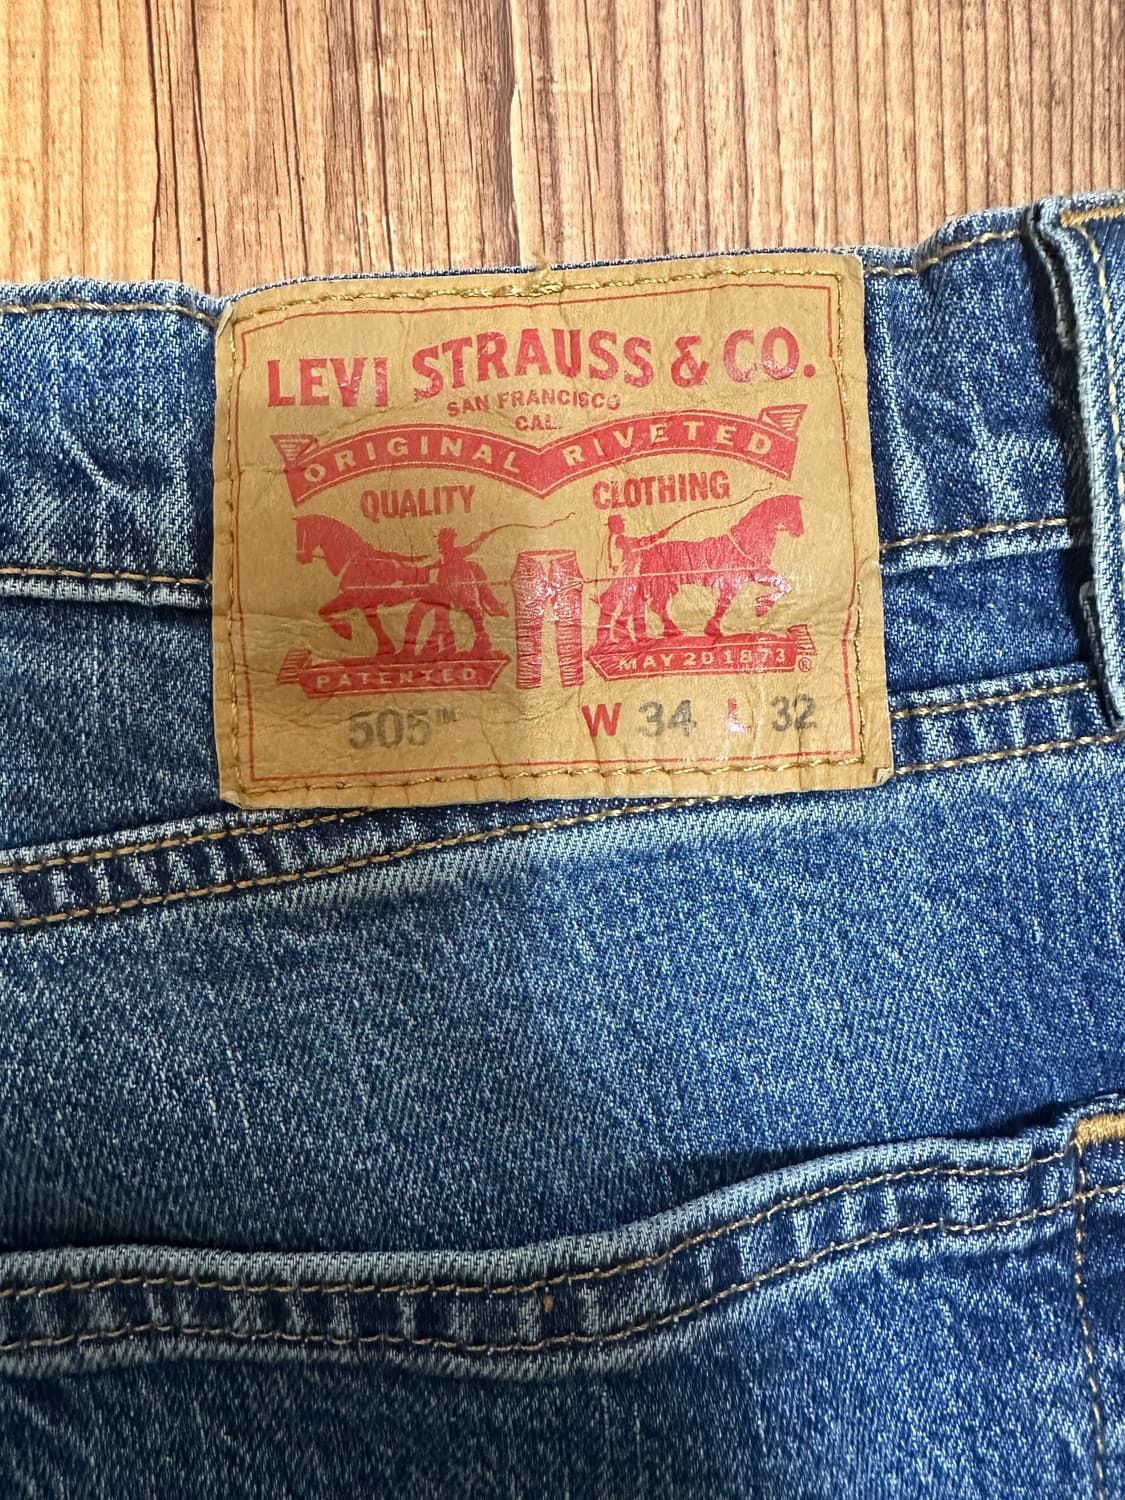 LEVI STRAUSS & CO.
SAN FRANCISCO
CAL.
ORIGINAL RIVETED
QUALITY CLOTHING
PATENTED MAY 20 1873 ®
505™ W 34 L 32